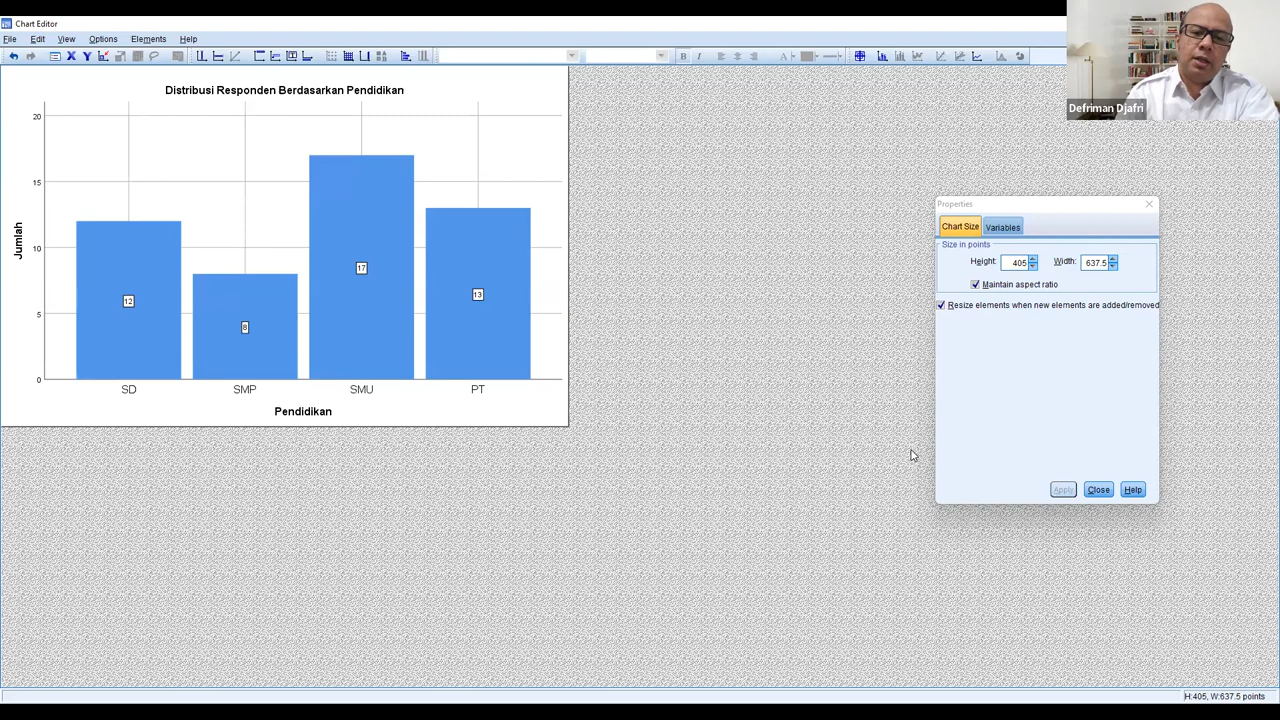 Chart Editor
File Edit View Options Elements Help
X Y B I A
Defriman Djafri
Distribusi Responden Berdasarkan Pendidikan
20
15
10
5
0
Jumlah
12
8
17
13
SD SMP SMU PT
Pendidikan
Properties
Chart Size Variables
Size in points
Height: 405 Width: 637.5
Maintain aspect ratio
Resize elements when new elements are added/removed
Apply Close Help
H:405, W:637.5 points